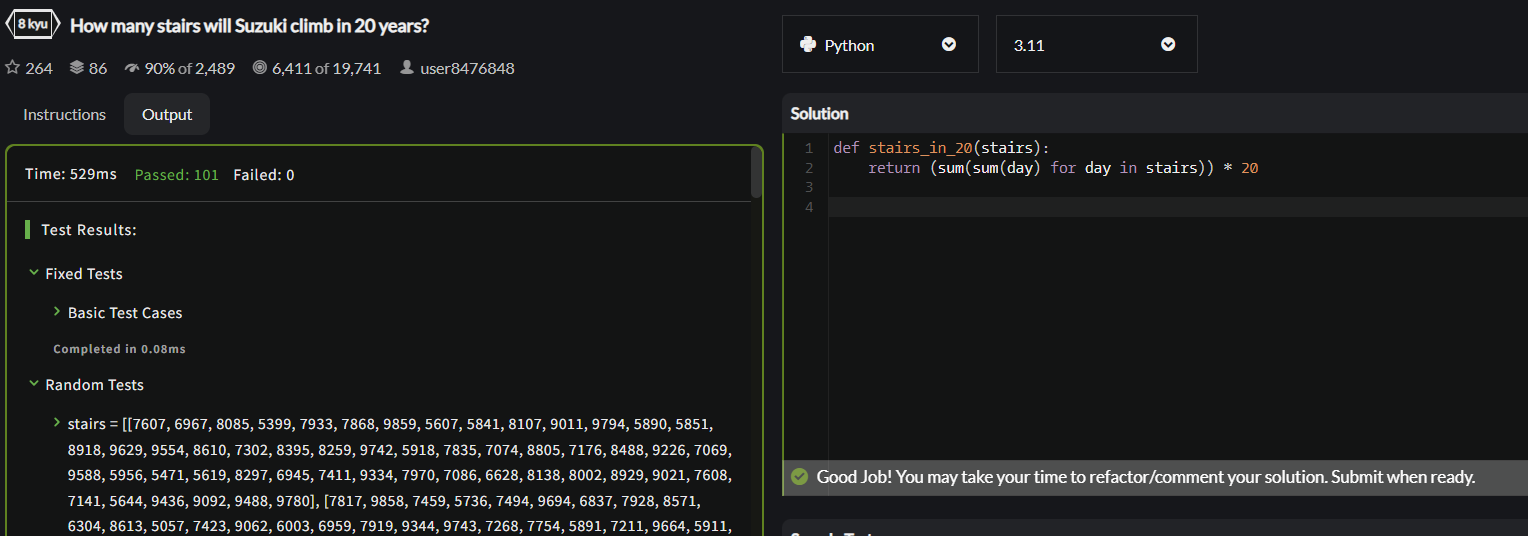 8 kyu How many stairs will Suzuki climb in 20 years?
264 86 90% of 2,489 6,411 of 19,741 user8476848
Instructions Output
Time: 529ms Passed: 101 Failed: 0
Test Results:
Fixed Tests
Basic Test Cases
Completed in 0.08ms
Random Tests
stairs = [[7607, 6967, 8085, 5399, 7933, 7868, 9859, 5607, 5841, 8107, 9011, 9794, 5890, 5851,
8918, 9629, 9554, 8610, 7302, 8395, 8259, 9742, 5918, 7835, 7074, 8805, 7176, 8488, 9226, 7069,
9588, 5956, 5471, 5619, 8297, 6945, 7411, 9334, 7970, 7086, 6628, 8138, 8002, 8929, 9021, 7608,
7141, 5644, 9436, 9092, 9488, 9780], [7817, 9858, 7459, 5736, 7494, 9694, 6837, 7928, 8571,
6304, 8613, 5057, 7423, 9062, 6003, 6959, 7919, 9344, 9743, 7268, 7754, 5891, 7211, 9664, 5911,
Python 3.11
Solution
1 def stairs_in_20(stairs):
2 return (sum(sum(day) for day in stairs)) * 20
3
4
Good Job! You may take your time to refactor/comment your solution. Submit when ready.